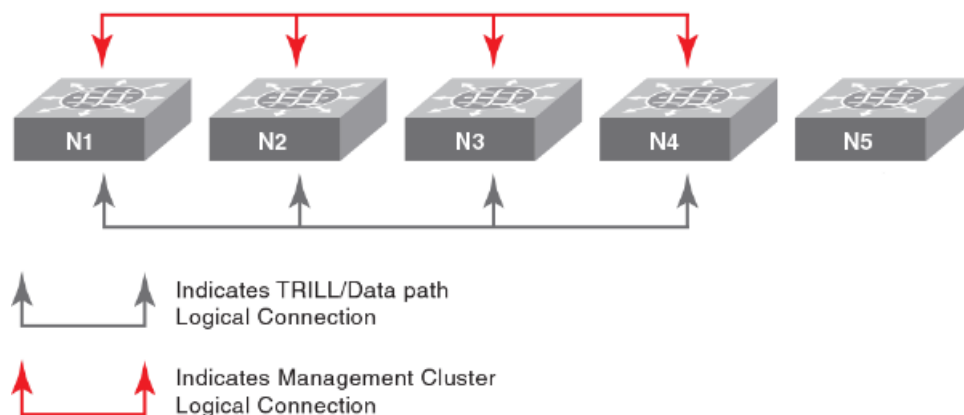 N1
N2
N3
N4
N5
Indicates TRILL/Data path
Logical Connection
Indicates Management Cluster
Logical Connection